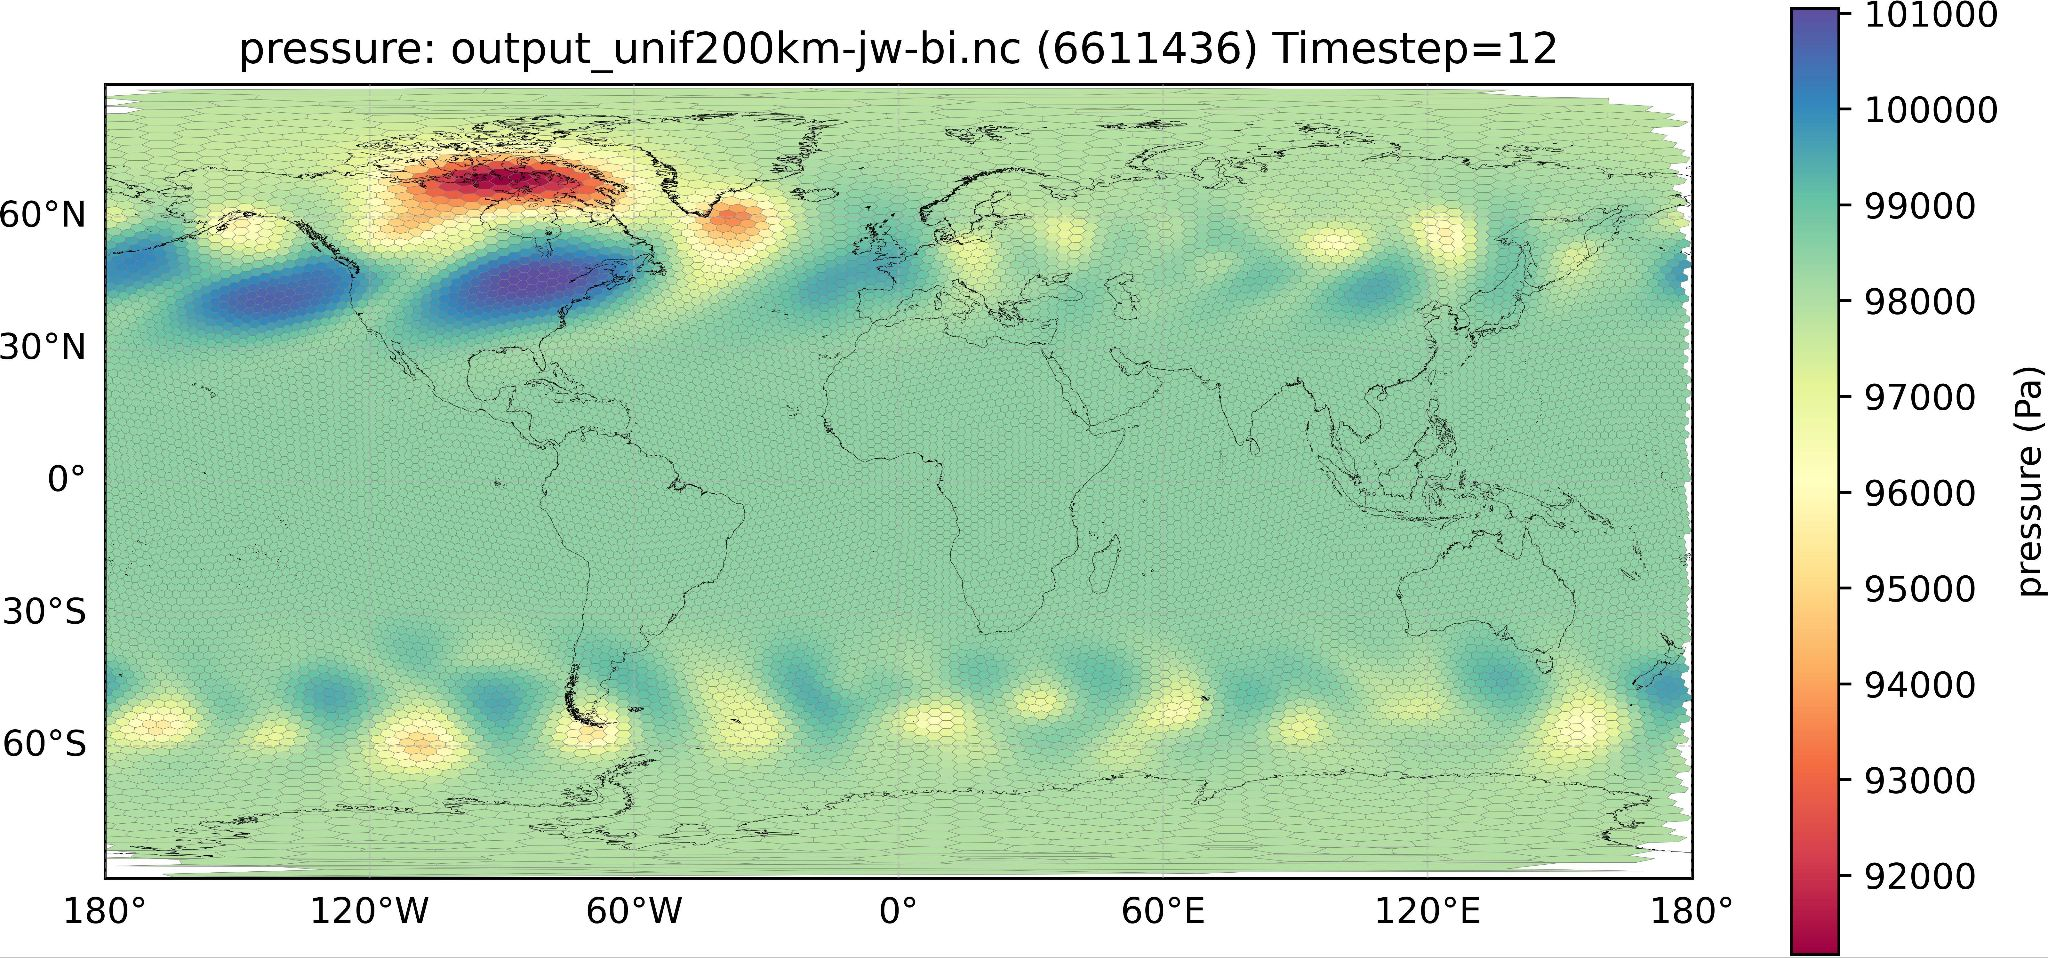 pressure: output_unif200km-jw-bi.nc (6611436) Timestep=12
60°N
30°N
0°
30°S
60°S
180°
120°W
60°W
0°
60°E
120°E
180°
101000
100000
99000
98000
97000
96000
95000
94000
93000
92000
pressure (Pa)